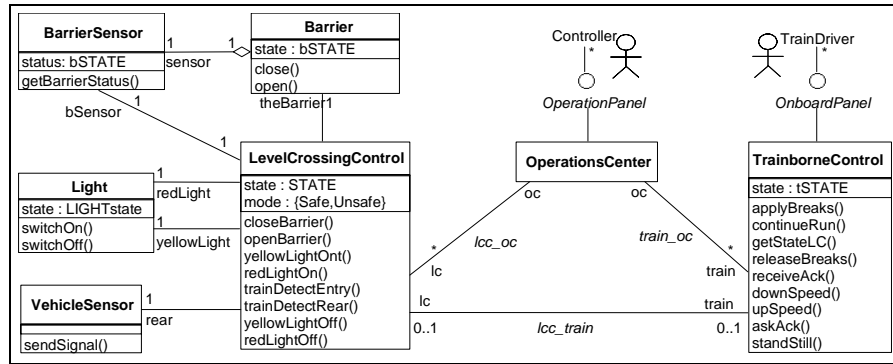 BarrierSensor
status: bSTATE
getBarrierStatus()
1
sensor
1
Barrier
state : bSTATE
close()
open()
theBarrier1
1
bSensor
1
Controller
*
OperationPanel
TrainDriver
*
OnboardPanel
Light
state : LIGHTstate
switchOn()
switchOff()
1
redLight
1
yellowLight
VehicleSensor
sendSignal()
1
rear
LevelCrossingControl
state : STATE
mode : {Safe,Unsafe}
closeBarrier()
openBarrier()
yellowLightOnt()
redLightOn()
trainDetectEntry()
trainDetectRear()
yellowLightOff()
redLightOff()
OperationsCenter
oc
oc
lcc_oc
train_oc
*
lc
*
train
lc
0..1
lcc_train
train
0..1
TrainborneControl
state : tSTATE
applyBreaks()
continueRun()
getStateLC()
releaseBreaks()
receiveAck()
downSpeed()
upSpeed()
askAck()
standStill()